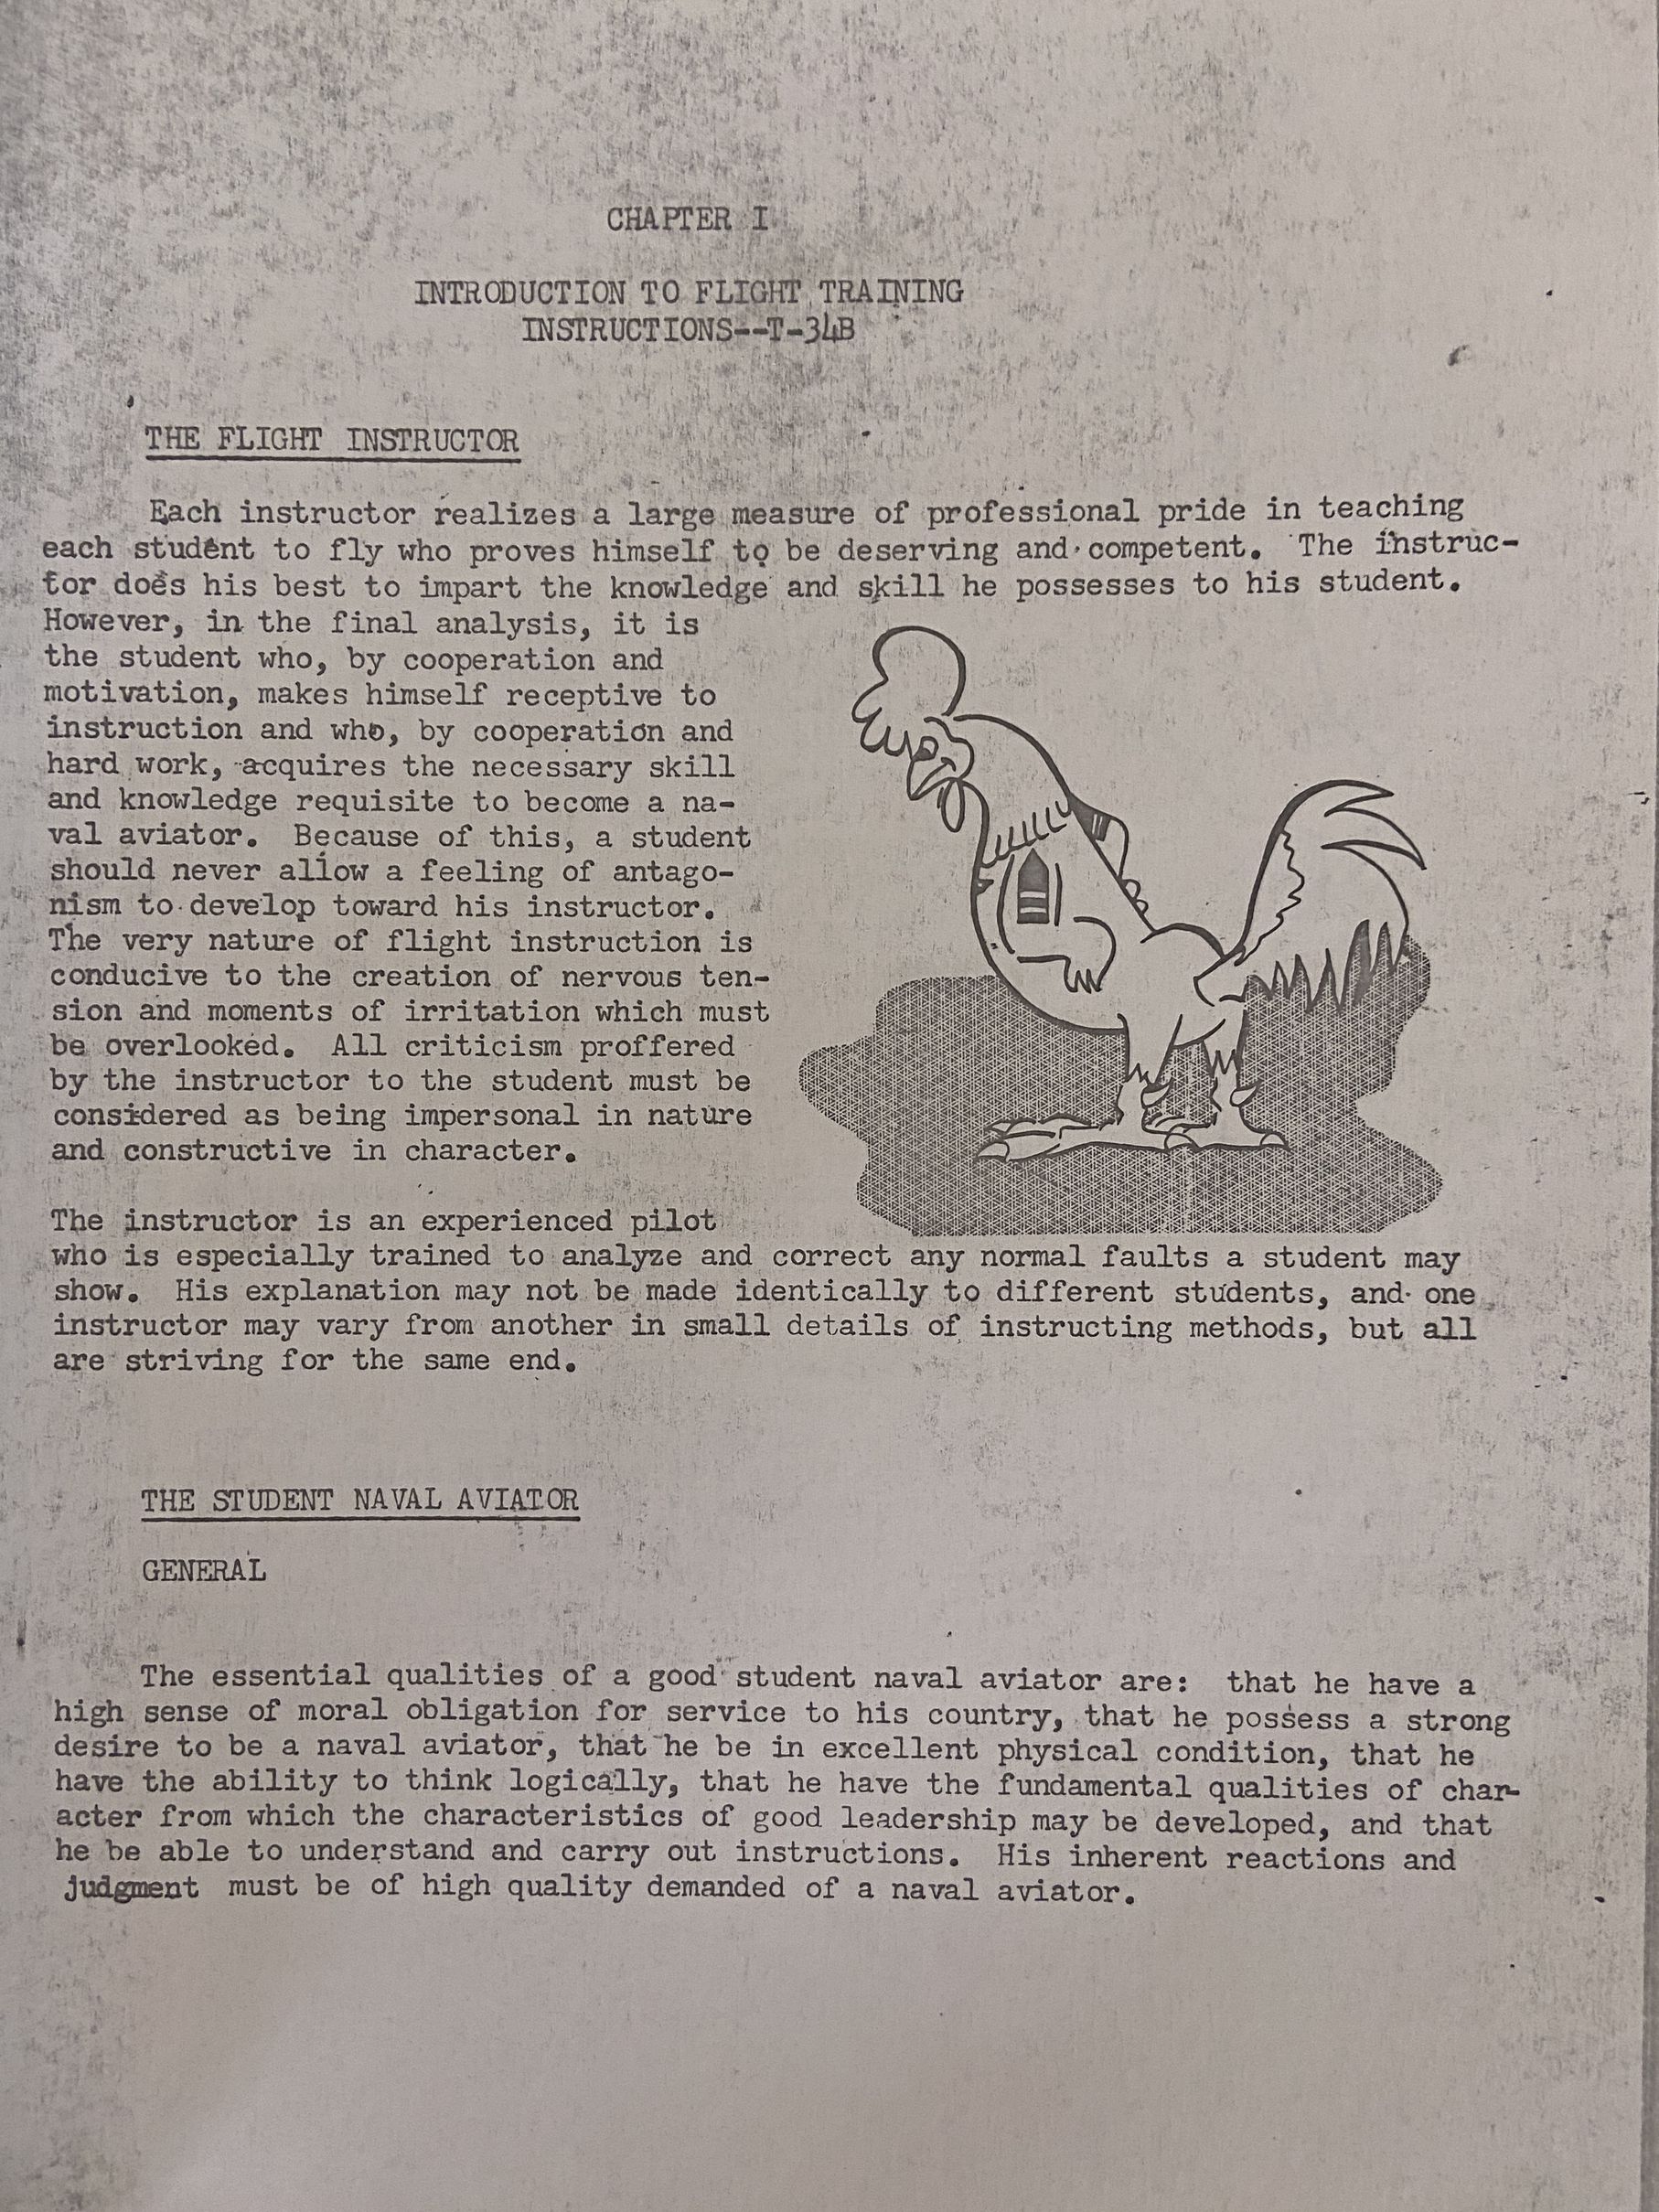 CHAPTER I
INTRODUCTION TO FLIGHT TRAINING
INSTRUCTIONS--T-34B
THE FLIGHT INSTRUCTOR
Each instructor realizes a large measure of professional pride in teaching
each student to fly who proves himself to be deserving and competent. The instruc-
tor does his best to impart the knowledge and skill he possesses to his student.
However, in the final analysis, it is
the student who, by cooperation and
motivation, makes himself receptive to
instruction and who, by cooperation and
hard work, acquires the necessary skill
and knowledge requisite to become a na-
val aviator. Because of this, a student
should never allow a feeling of antago-
nism to develop toward his instructor.
The very nature of flight instruction is
conducive to the creation of nervous ten-
sion and moments of irritation which must
be overlooked. All criticism proffered
by the instructor to the student must be
considered as being impersonal in nature
and constructive in character.
The instructor is an experienced pilot
who is especially trained to analyze and correct any normal faults a student may
show. His explanation may not be made identically to different students, and one
instructor may vary from another in small details of instructing methods, but all
are striving for the same end.
THE STUDENT NAVAL AVIATOR
GENERAL
The essential qualities of a good student naval aviator are: that he have a
high sense of moral obligation for service to his country, that he possess a strong
desire to be a naval aviator, that he be in excellent physical condition, that he
have the ability to think logically, that he have the fundamental qualities of char-
acter from which the characteristics of good leadership may be developed, and that
he be able to understand and carry out instructions. His inherent reactions and
judgment must be of high quality demanded of a naval aviator.